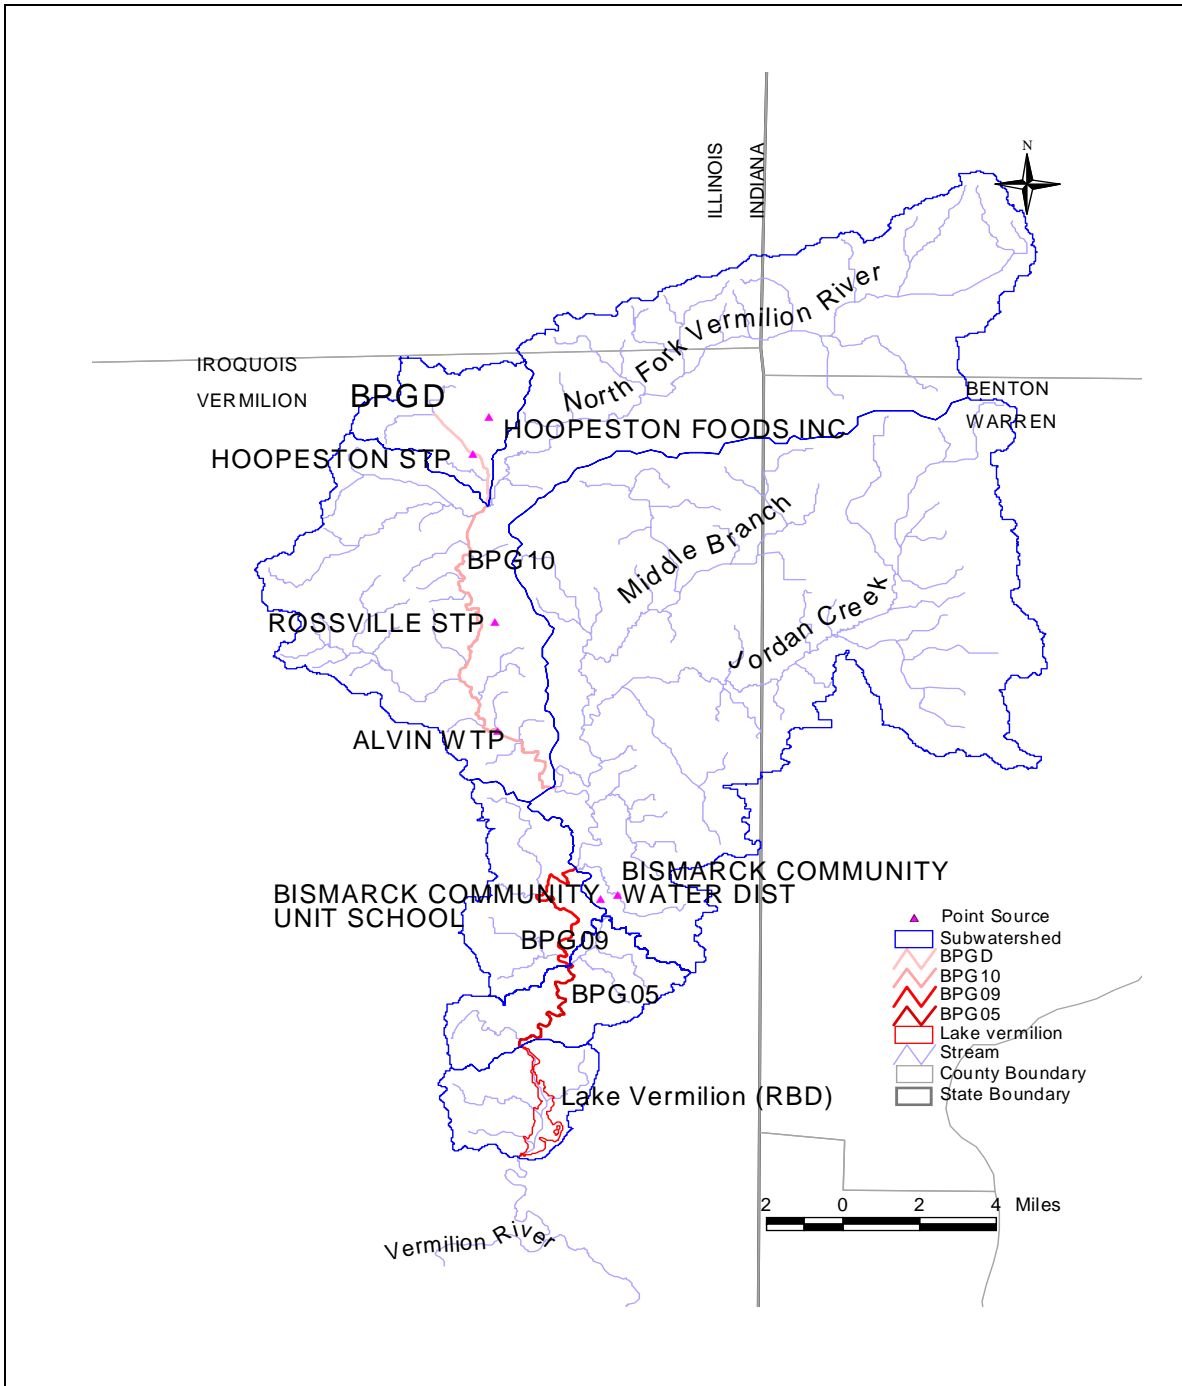 N
ILLINOIS
INDIANA
North Fork Vermilion River
IROQUOIS
VERMILION
BPGD
BENTON
WARREN
HOOPESTON FOODS INC
HOOPESTON STP
Middle Branch
BPG10
Jordan Creek
ROSSVILLE STP
ALVIN WTP
BISMARCK COMMUNITY
WATER DIST
BISMARCK COMMUNITY
UNIT SCHOOL
BPG09
BPG05
Point Source
Subwatershed
BPGD
BPG10
BPG09
BPG05
Lake vermilion
Stream
County Boundary
State Boundary
Lake Vermilion (RBD)
2 0 2 4 Miles
Vermilion River